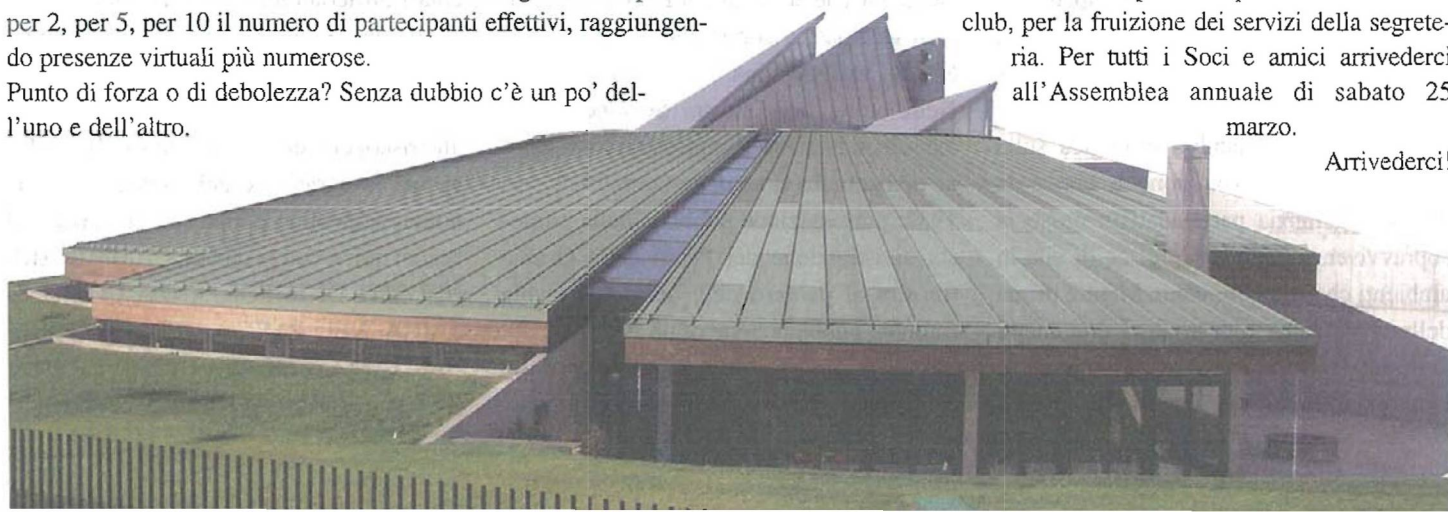 per 2, per 5, per 10 il numero di partecipanti effettivi, raggiungen-
do presenze virtuali più numerose.
Punto di forza o di debolezza? Senza dubbio c'è un po' del-
l'uno e dell'altro.
club, per la fruizione dei servizi della segrete-
ria. Per tutti i Soci e amici arrivederci
all'Assemblea annuale di sabato 25
marzo.
Arrivederci!